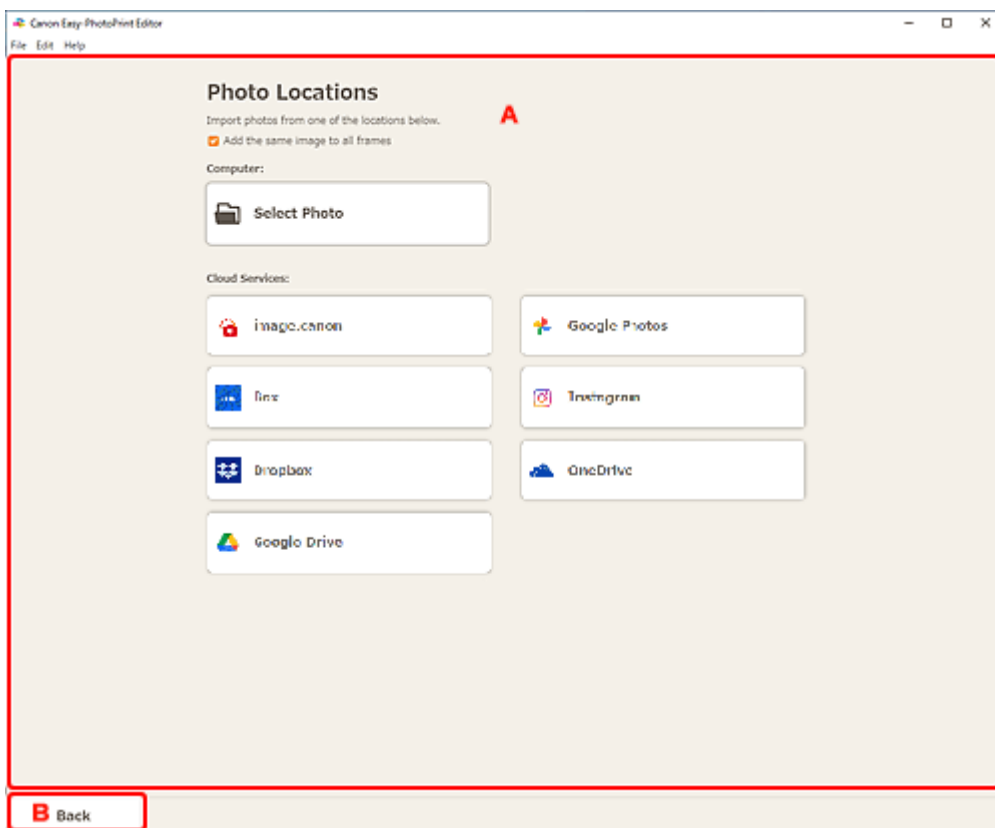 Canon Easy-PhotoPrint Editor
File Edit Help
Photo Locations
A
Import photos from one of the locations below.
Add the same image to all frames
Computer:
Select Photo
Cloud Services:
image.canon
Google Photos
Box
Instagram
Dropbox
OneDrive
Google Drive
B Back